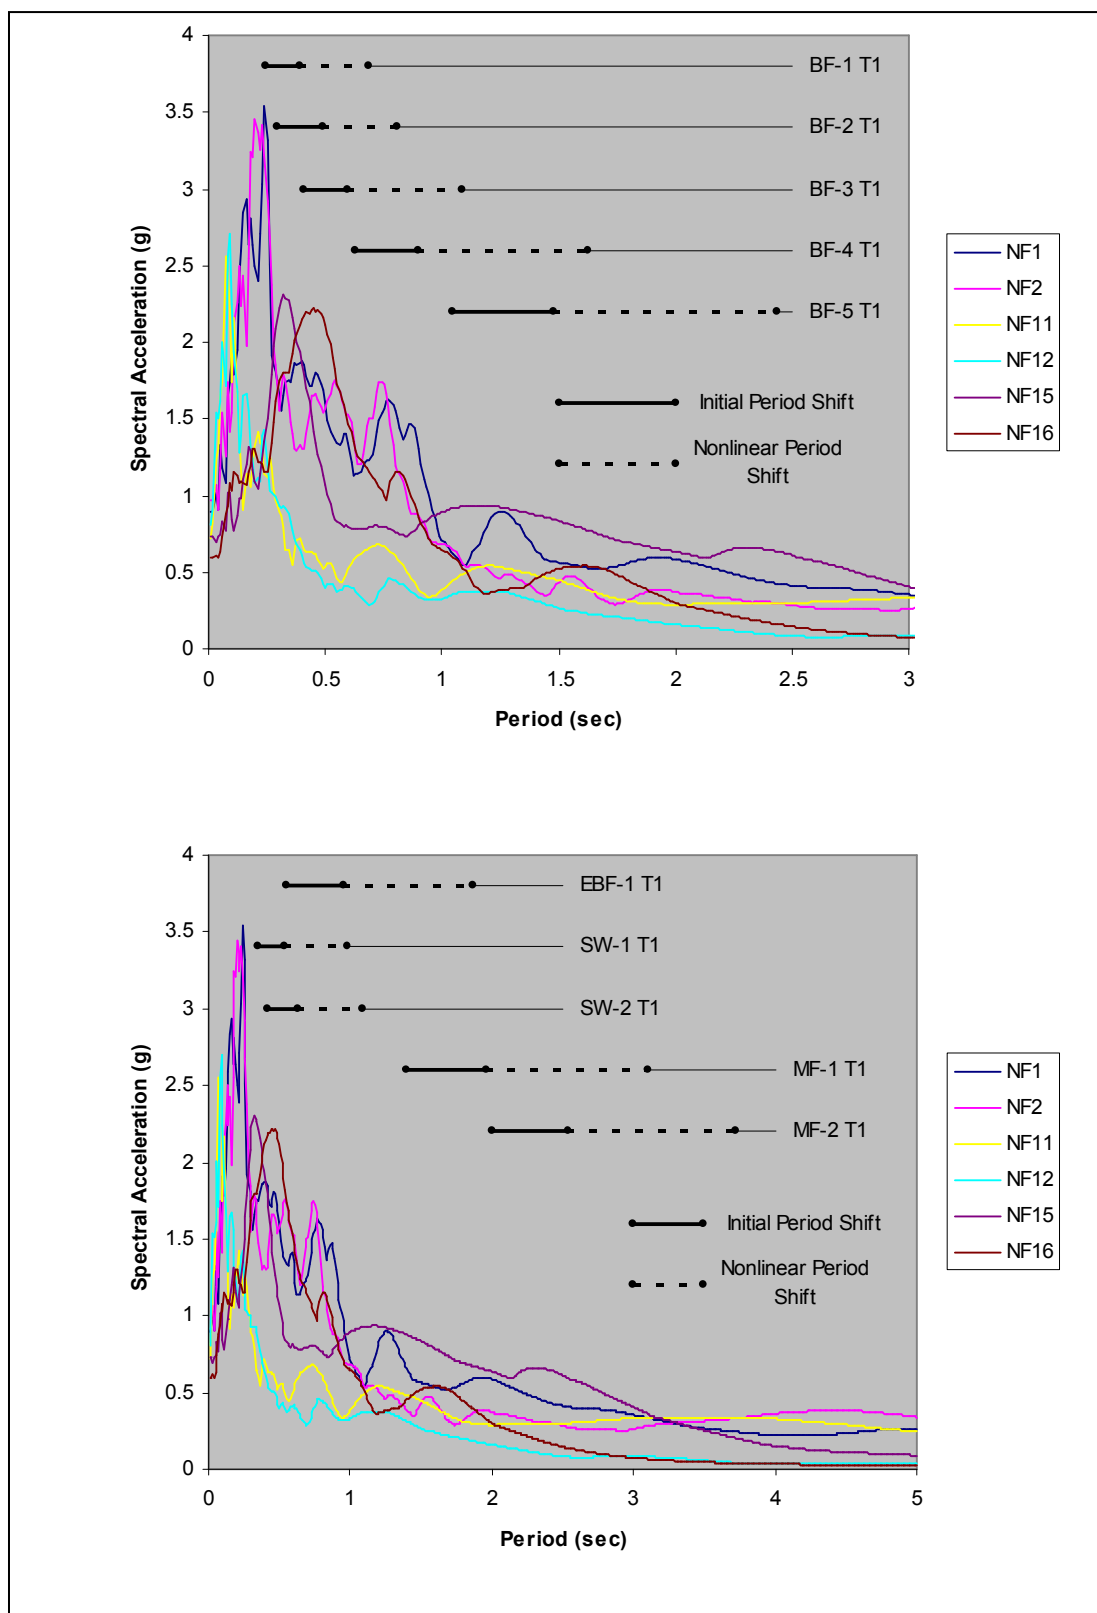 4
3.5
3
2.5
2
1.5
1
0.5
0
Spectral Acceleration (g)
BF-1 T1
BF-2 T1
BF-3 T1
BF-4 T1
BF-5 T1
Initial Period Shift
Nonlinear Period
Shift
0 0.5 1 1.5 2 2.5 3
Period (sec)
NF1
NF2
NF11
NF12
NF15
NF16
4
3.5
3
2.5
2
1.5
1
0.5
0
Spectral Acceleration (g)
EBF-1 T1
SW-1 T1
SW-2 T1
MF-1 T1
MF-2 T1
Initial Period Shift
Nonlinear Period
Shift
0 1 2 3 4 5
Period (sec)
NF1
NF2
NF11
NF12
NF15
NF16